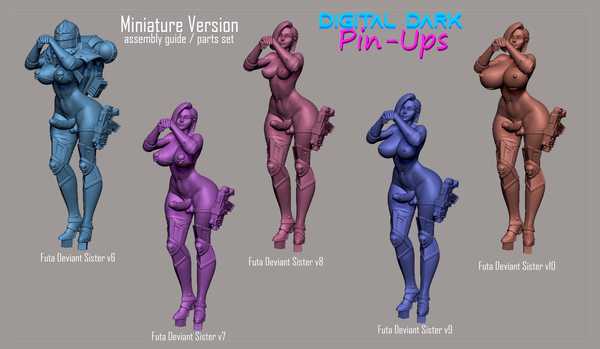 Miniature Version
assembly guide / parts set
DiGiTAL DARK
Pin-Ups
Futa Deviant Sister v6
Futa Deviant Sister v7
Futa Deviant Sister v8
Futa Deviant Sister v9
Futa Deviant Sister v10